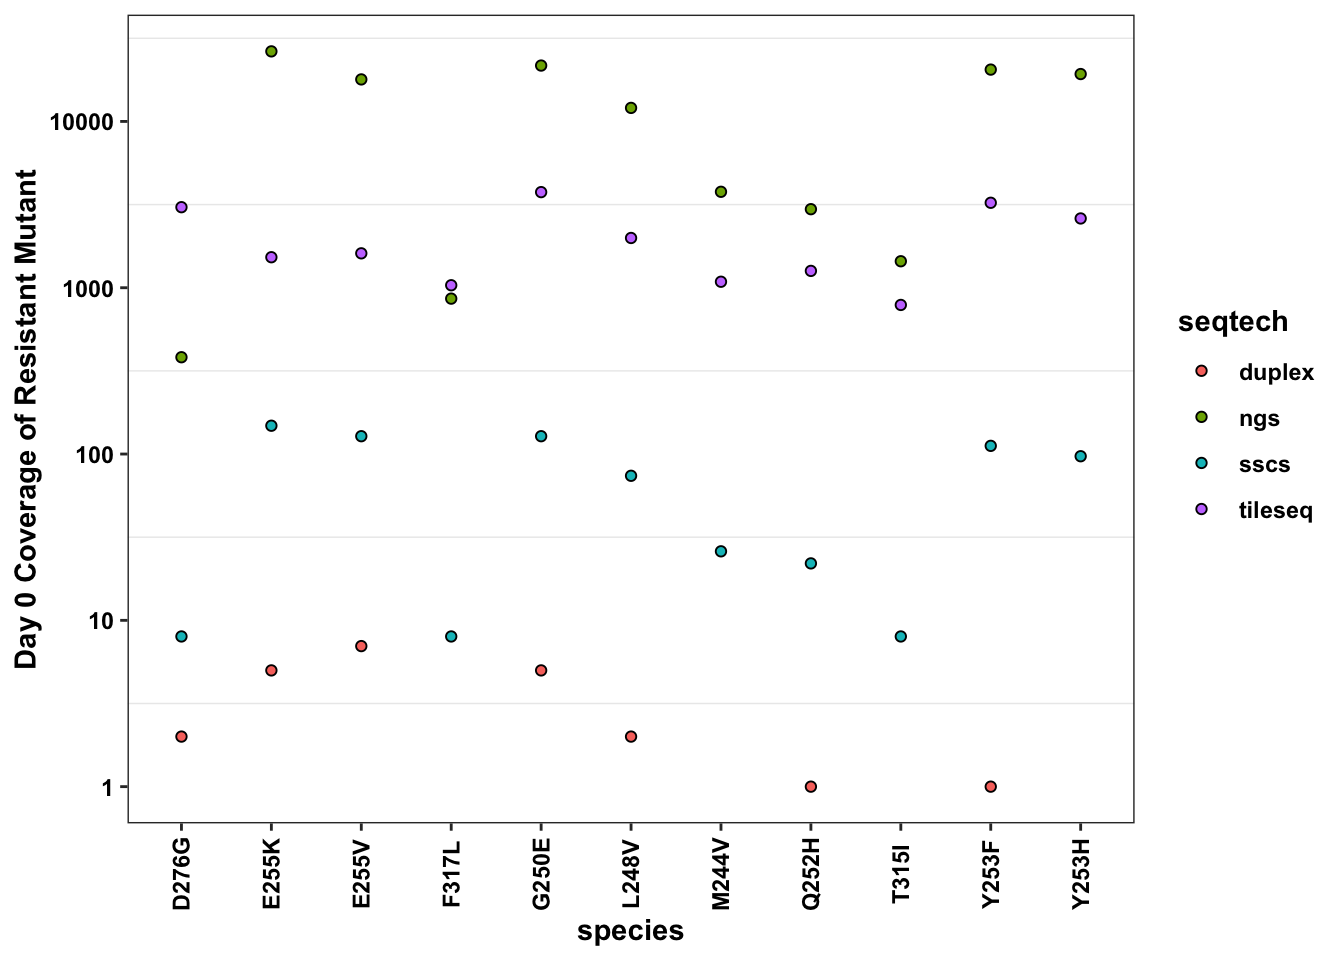 Day 0 Coverage of Resistant Mutant
10000
1000
100
10
1
D276G
E255K
E255V
F317L
G250E
L248V
M244V
Q252H
T315I
Y253F
Y253H
species
seqtech
duplex
ngs
sscs
tileseq